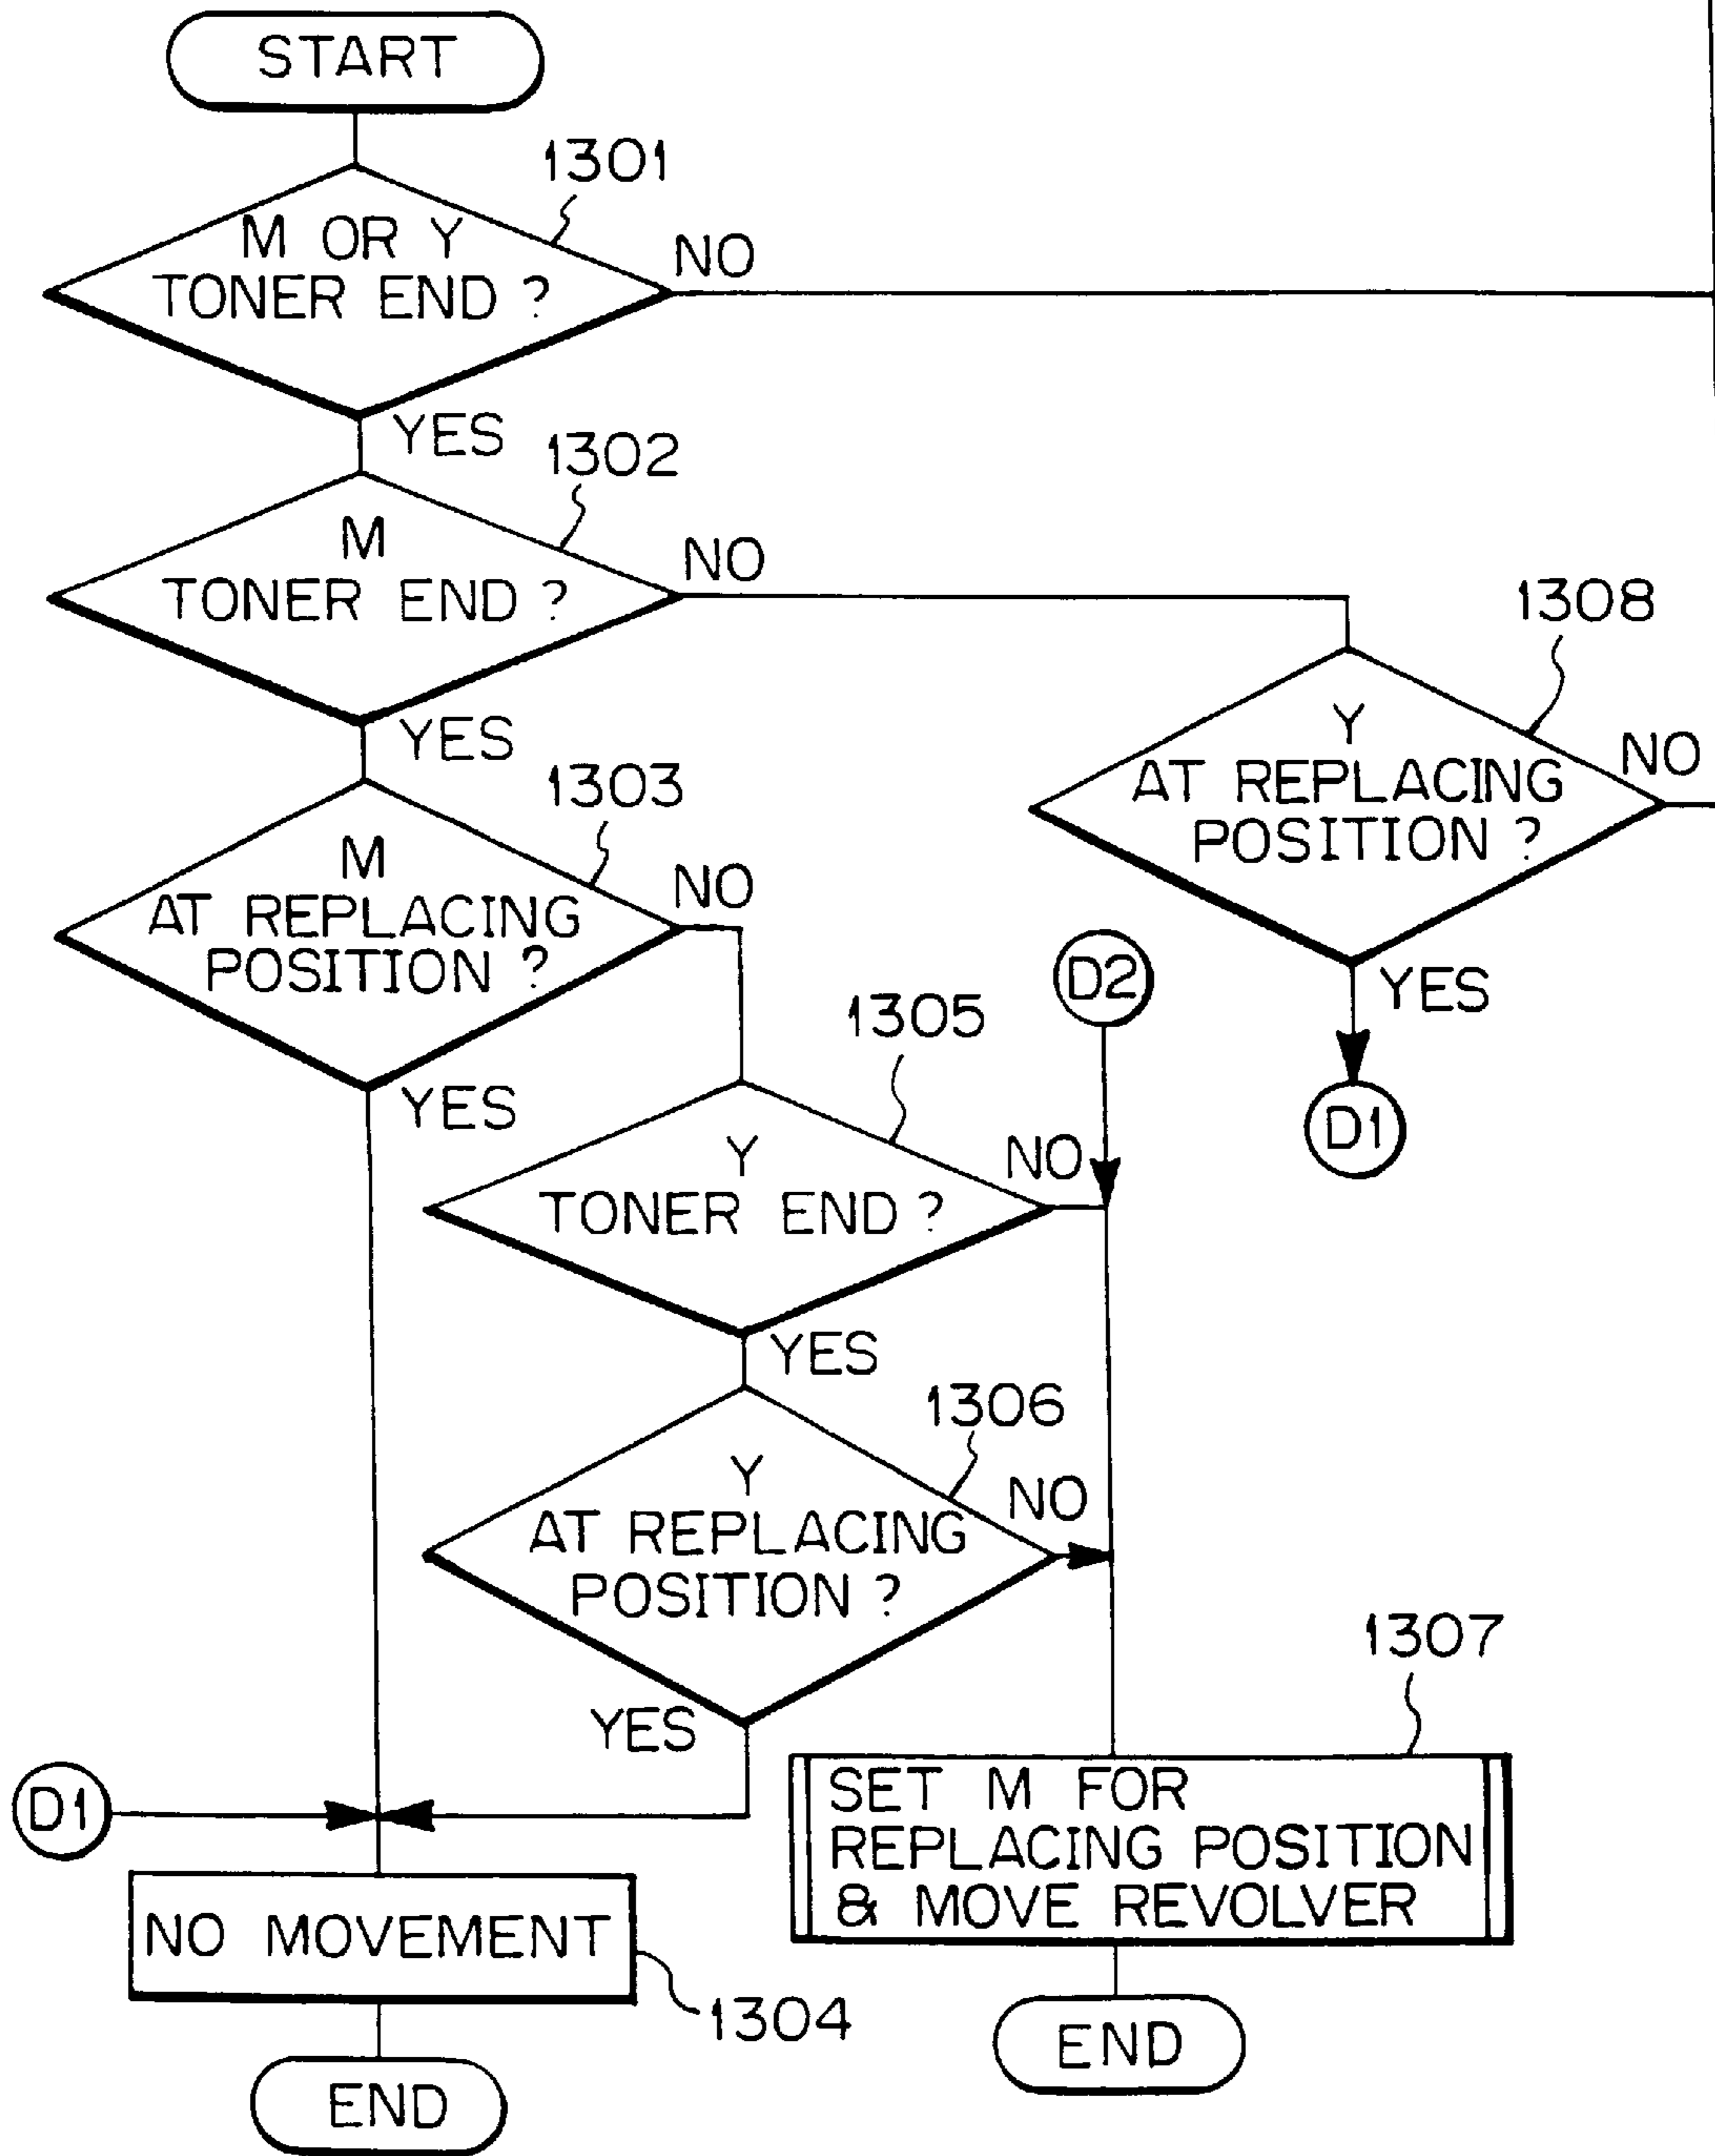 START
1301
M OR Y
TONER END ?
NO
YES
1302
M
TONER END ?
NO
YES
1308
Y
AT REPLACING
POSITION ?
NO
YES
D1
1303
M
AT REPLACING
POSITION ?
NO
YES
D2
1305
Y
TONER END ?
NO
YES
1306
Y
AT REPLACING
POSITION ?
NO
YES
D1
NO MOVEMENT
1304
END
1307
SET M FOR
REPLACING POSITION
& MOVE REVOLVER
END